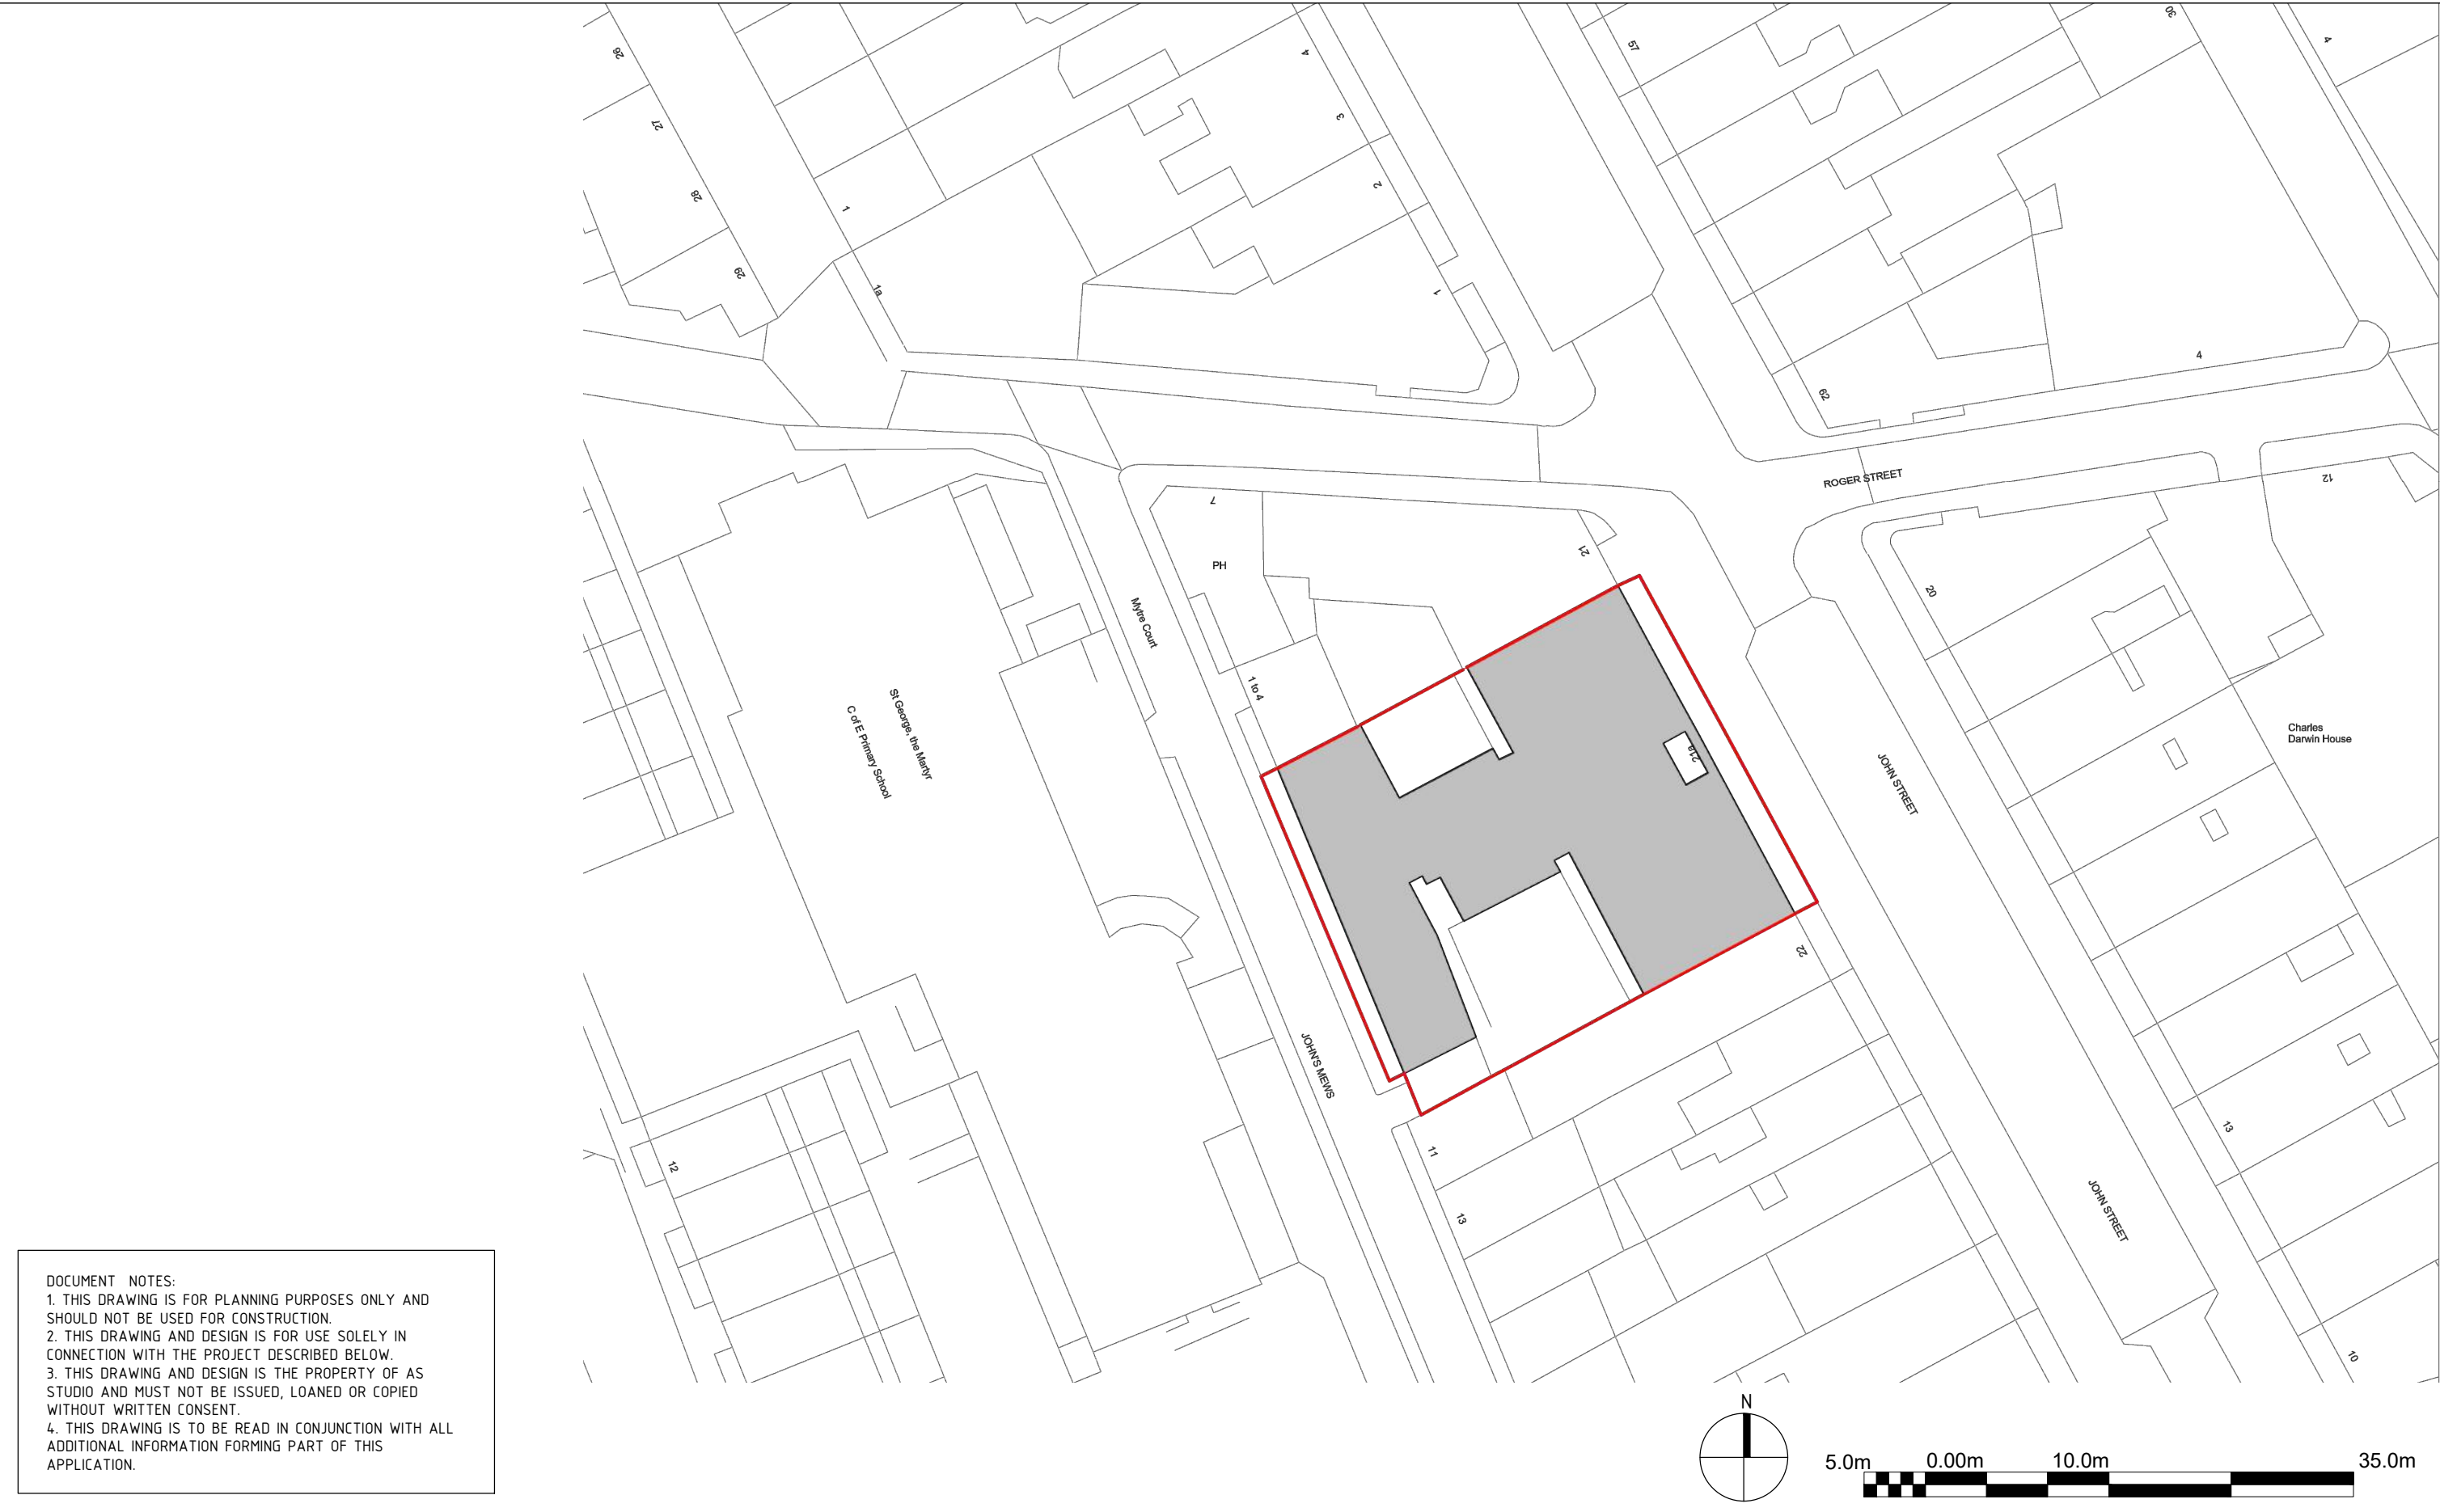 26
27
28
29
1
1a
4
3
2
1
57
62
30
4
4
ROGER STREET
12
7
PH
21
20
Mytre Court
1 to 4
St George, the Martyr
C of E Primary School
21a
JOHN STREET
Charles
Darwin House
22
JOHN'S MEWS
11
13
12
13
JOHN STREET
10
DOCUMENT NOTES:
1. THIS DRAWING IS FOR PLANNING PURPOSES ONLY AND
SHOULD NOT BE USED FOR CONSTRUCTION.
2. THIS DRAWING AND DESIGN IS FOR USE SOLELY IN
CONNECTION WITH THE PROJECT DESCRIBED BELOW.
3. THIS DRAWING AND DESIGN IS THE PROPERTY OF AS
STUDIO AND MUST NOT BE ISSUED, LOANED OR COPIED
WITHOUT WRITTEN CONSENT.
4. THIS DRAWING IS TO BE READ IN CONJUNCTION WITH ALL
ADDITIONAL INFORMATION FORMING PART OF THIS
APPLICATION.
N
5.0m 0.00m 10.0m 35.0m